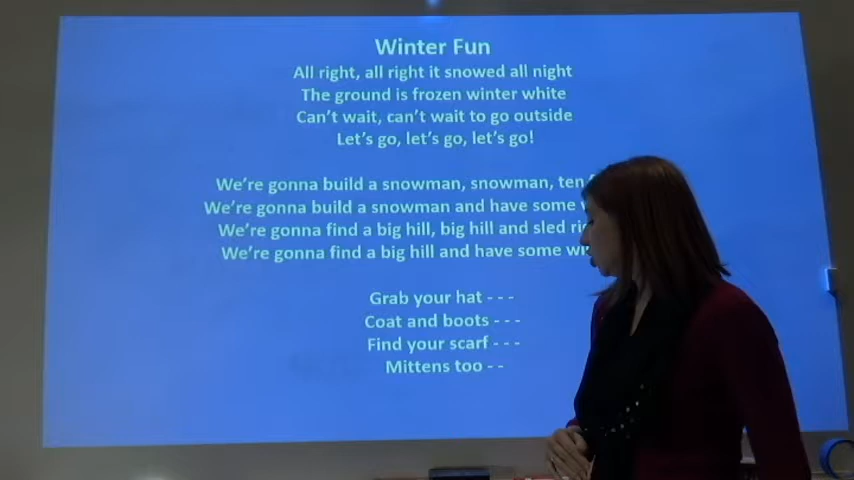 Winter Fun
All right, all right it snowed all night
The ground is frozen winter white
Can't wait, can't wait to go outside
Let's go, let's go, let's go!
We're gonna build a snowman, snowman, ten
We're gonna build a snowman and have some
We're gonna find a big hill, big hill and sled
We're gonna find a big hill and have some
Grab your hat - - -
Coat and boots - - -
Find your scarf - - -
Mittens too - -